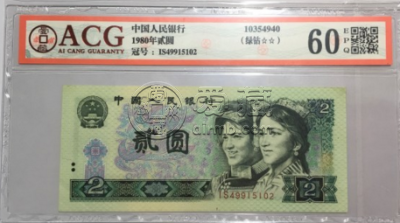 ACG
AI CANG GUARANTY
中国人民银行
1980年贰圆
冠号：IS49915102
10354940
(绿钻☆☆)
60 EPQ
中国人民银行
贰圆
2
2
IS49915102